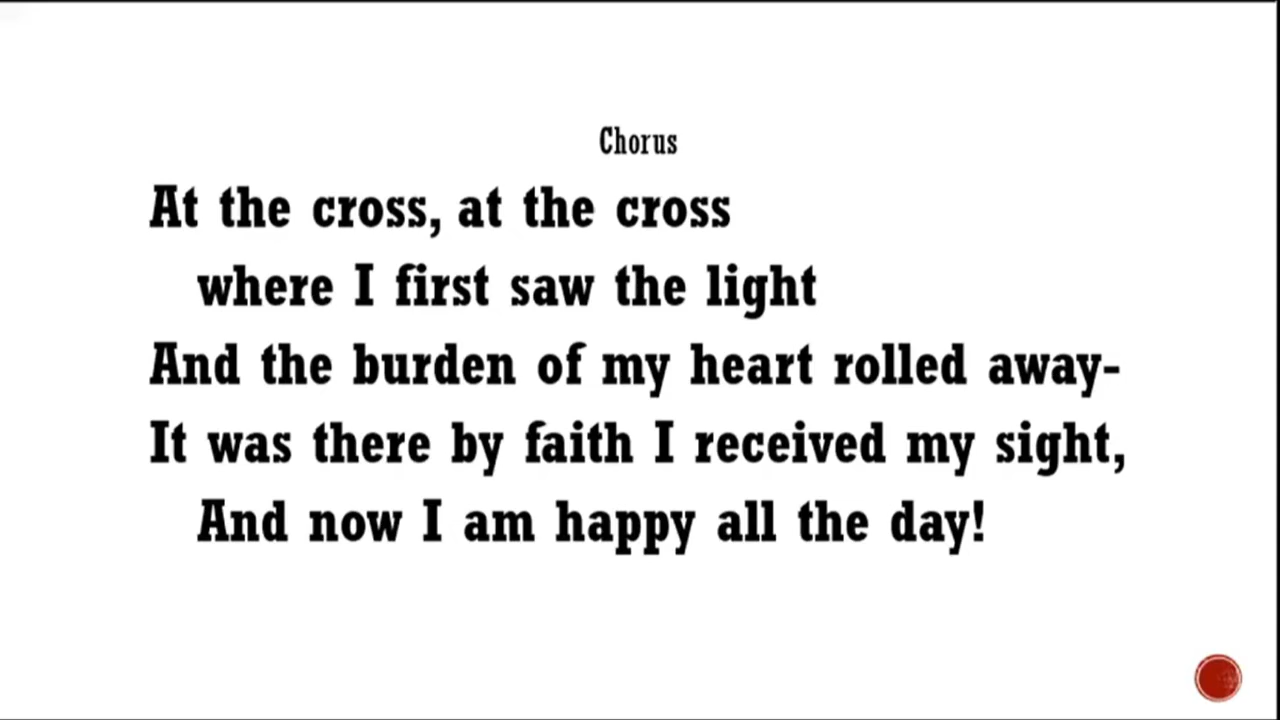 Chorus
At the cross, at the cross
where I first saw the light
And the burden of my heart rolled away-
It was there by faith I received my sight,
And now I am happy all the day!